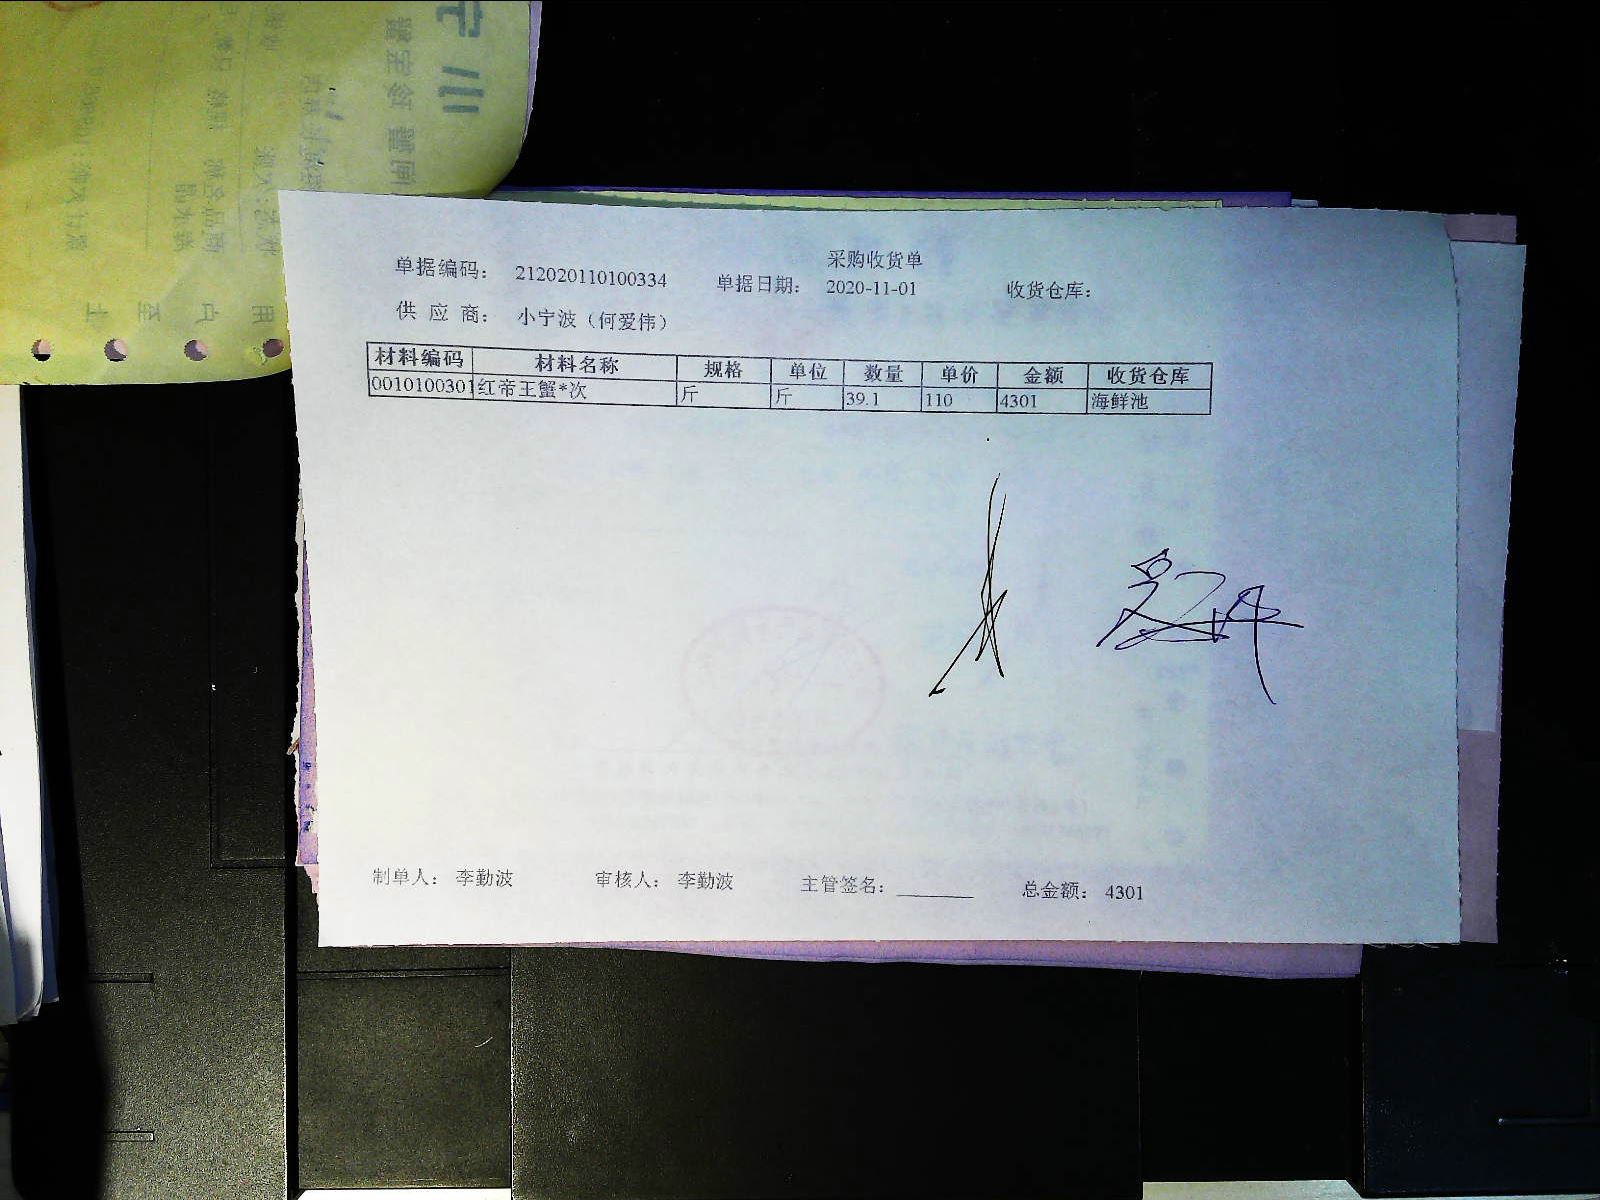 采购收货单
单据编码： 212020110100334 单据日期： 2020-11-01 收货仓库：
供 应 商： 小宁波（何爱伟）
材料编码 材料名称 规格 单位 数量 单价 金额 收货仓库
0010100301 红帝王蟹*次 斤 斤 39.1 110 4301 海鲜池
制单人： 李勤波 审核人： 李勤波 主管签名： 总金额： 4301